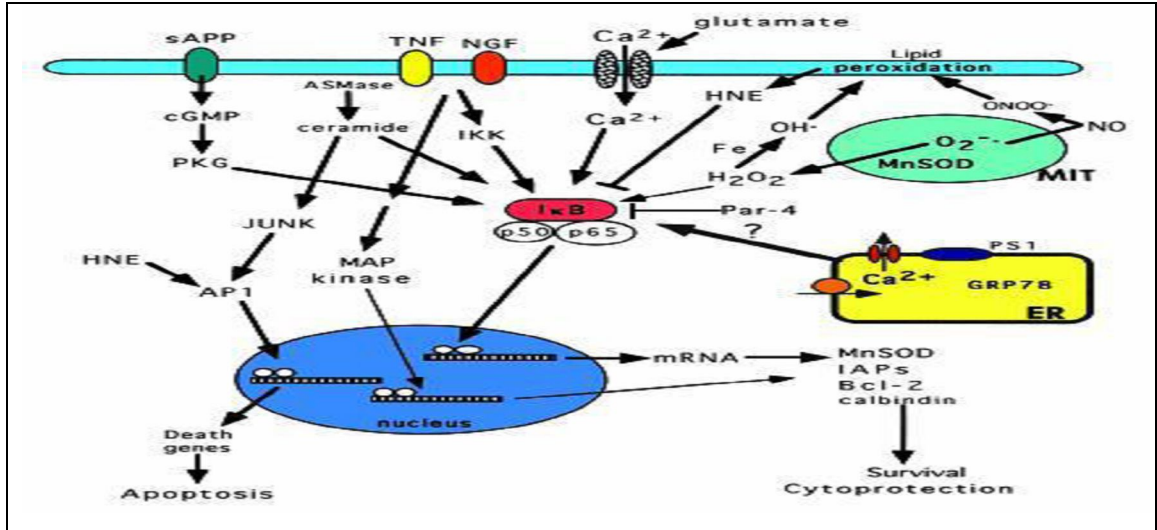 glutamate
sAPP
TNF
NGF
Ca2+
Lipid
peroxidation
ASMase
HNE
ONOO-
cGMP
ceramide
IKK
Ca2+
OH-
NO
Fe
O2-·
PKG
H2O2
MnSOD
MIT
IκB
Par-4
JUNK
p50
p65
?
PS1
HNE
MAP
kinase
Ca2+
GRP78
AP1
ER
mRNA
MnSOD
IAPs
Bcl-2
calbindin
nucleus
Death
genes
Survival
Cytoprotection
Apoptosis